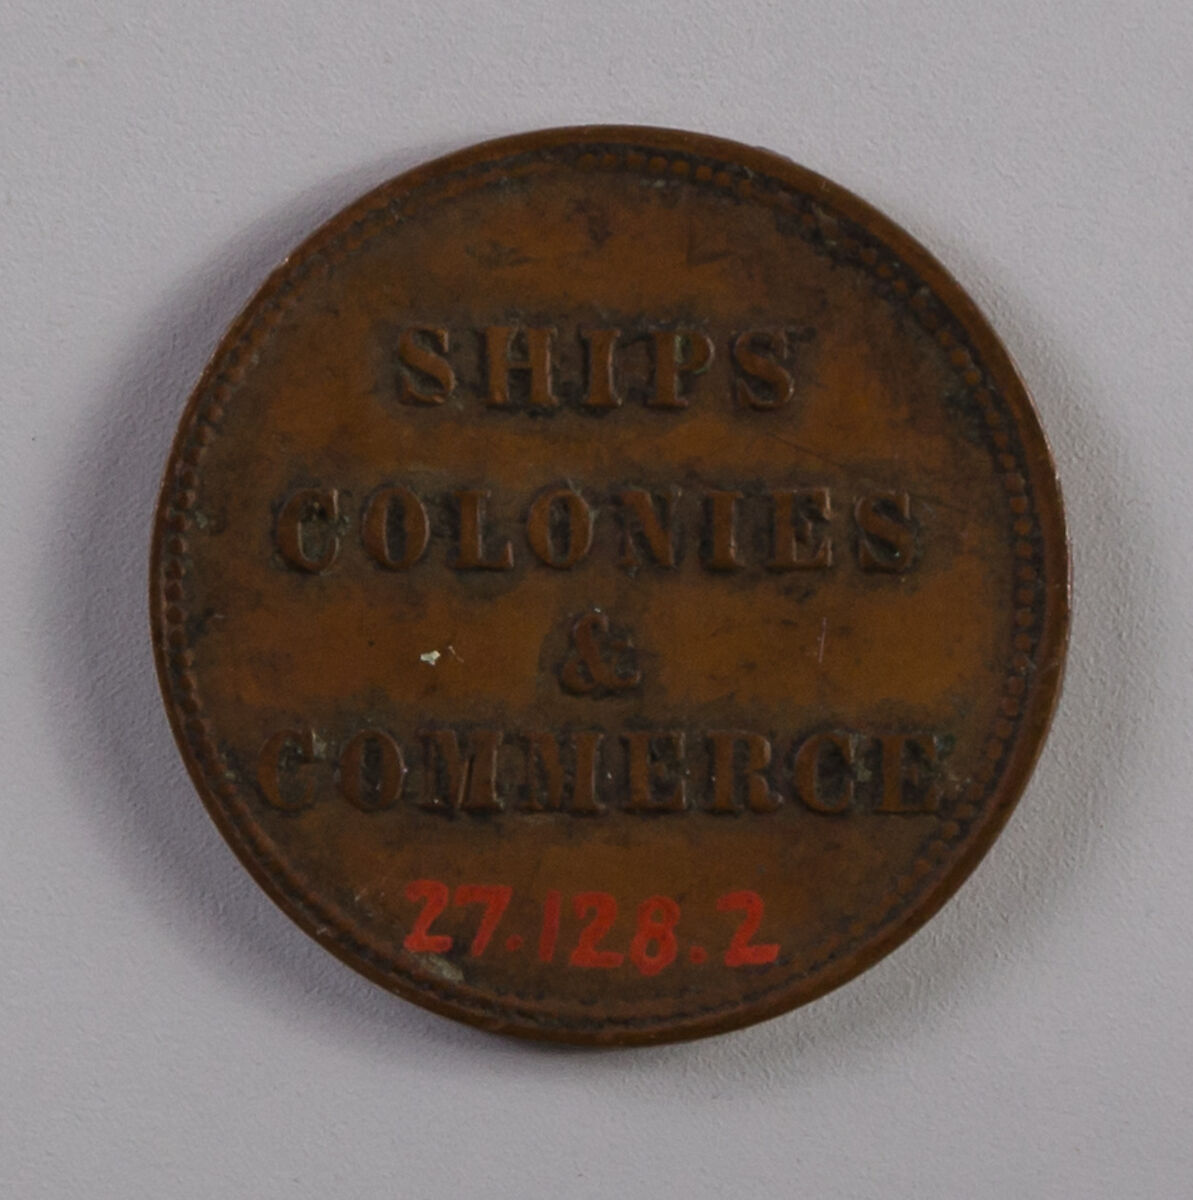 SHIPS
COLONIES
&
COMMERCE
27.128.2